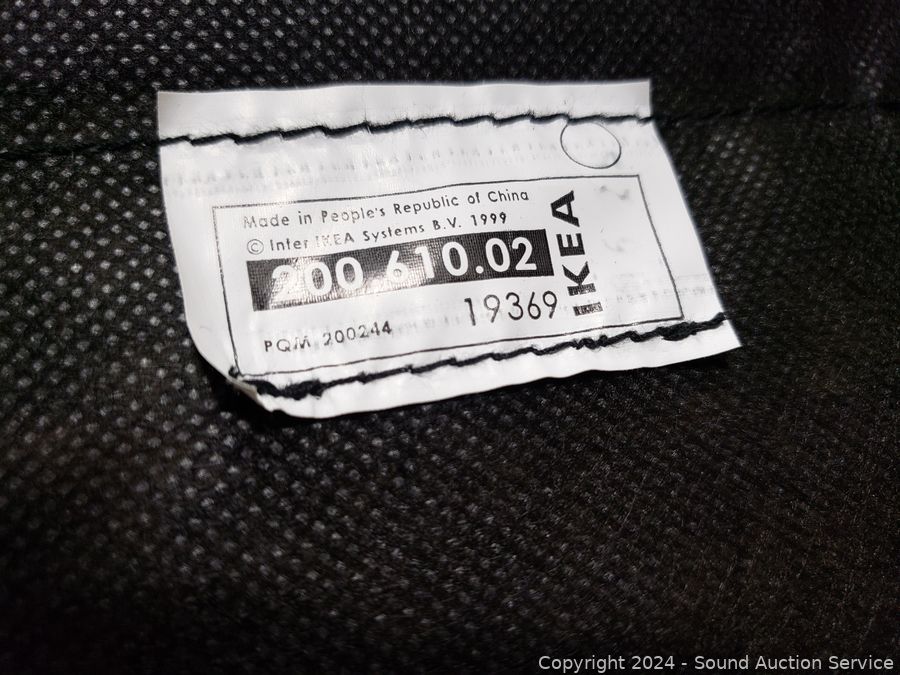 Made in People's Republic of China
© Inter IKEA Systems B.V. 1999
200.610.02
19369
PQM 200244
IKEA
Copyright 2024 - Sound Auction Service